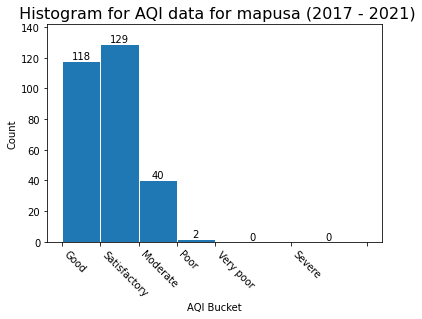 Histogram for AQI data for mapusa (2017 - 2021)
140
120
100
80
60
40
20
0
Count
118
129
40
2
0
0
Good
Satisfactory
Moderate
Poor
Very poor
Severe
AQI Bucket